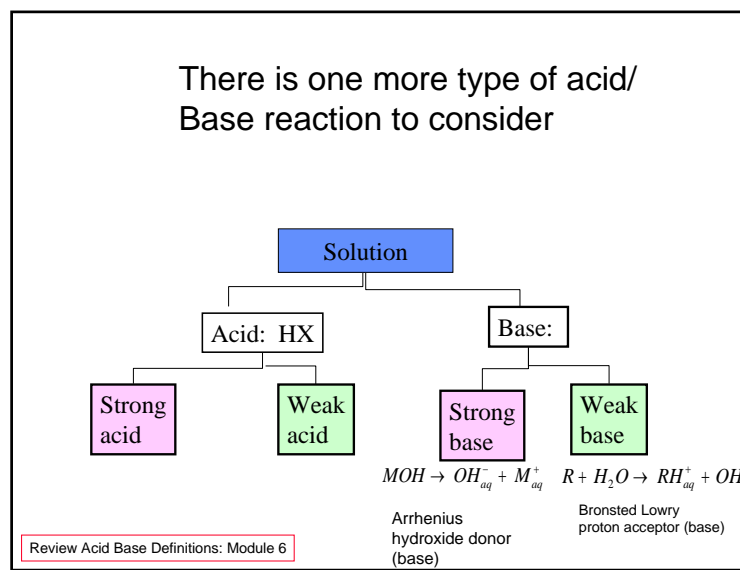 There is one more type of acid/
Base reaction to consider
Solution
Acid: HX
Base:
Strong
acid
Weak
acid
Strong
base
Weak
base
MOH → OH⁻aq + M⁺aq
R + H₂O → RH⁺aq + OH
Arrhenius
hydroxide donor
(base)
Bronsted Lowry
proton acceptor (base)
Review Acid Base Definitions: Module 6